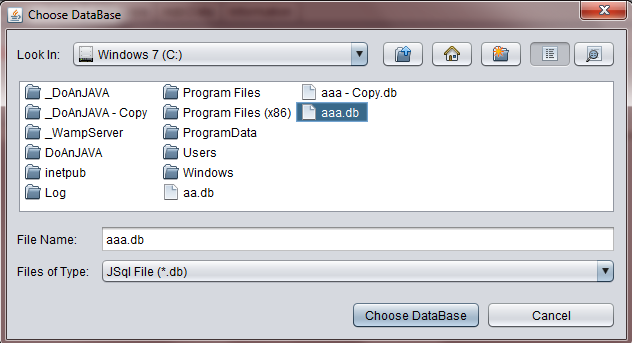 Choose DataBase
Look In: Windows 7 (C:)
_DoAnJAVA Program Files aaa - Copy.db
_DoAnJAVA - Copy Program Files (x86) aaa.db
_WampServer ProgramData
DoAnJAVA Users
inetpub Windows
Log aa.db
File Name: aaa.db
Files of Type: JSql File (*.db)
Choose DataBase Cancel